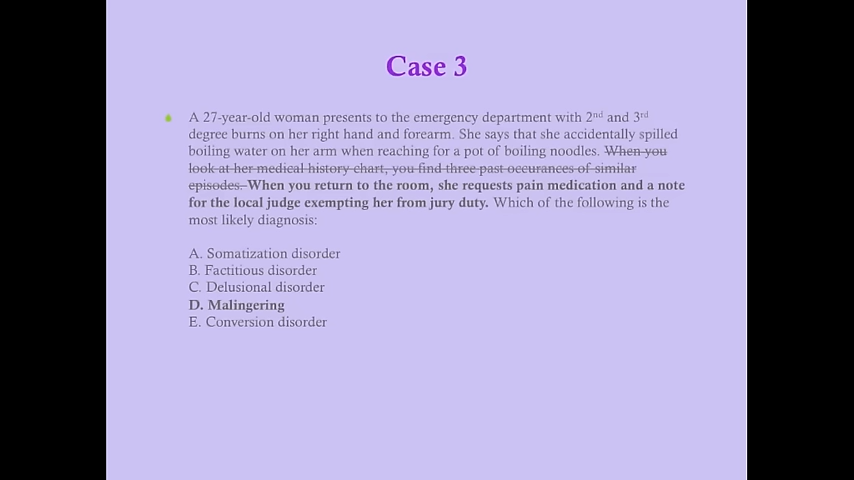 Case 3
A 27-year-old woman presents to the emergency department with 2nd and 3rd
degree burns on her right hand and forearm. She says that she accidentally spilled
boiling water on her arm when reaching for a pot of boiling noodles. When you
look at her medical history chart, you find three past occurances of similar
episodes. When you return to the room, she requests pain medication and a note
for the local judge exempting her from jury duty. Which of the following is the
most likely diagnosis:
A. Somatization disorder
B. Factitious disorder
C. Delusional disorder
D. Malingering
E. Conversion disorder